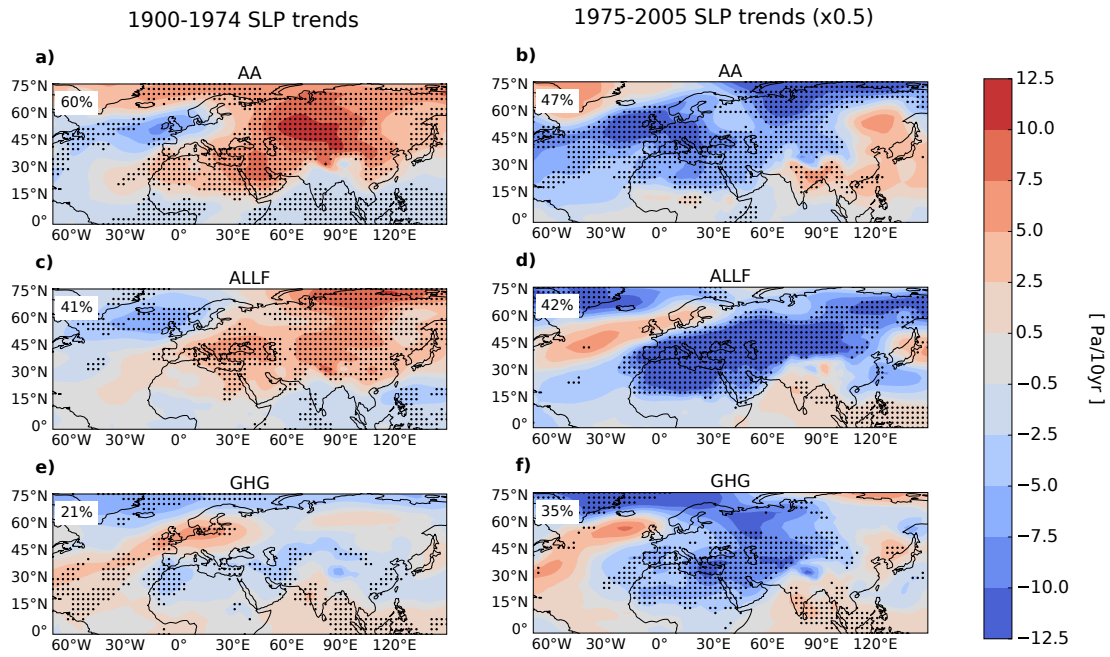 1900-1974 SLP trends
1975-2005 SLP trends (x0.5)
a)
AA
60%
75°N
60°N
45°N
30°N
15°N
0°
60°W 30°W 0° 30°E 60°E 90°E 120°E
b)
AA
47%
75°N
60°N
45°N
30°N
15°N
0°
60°W 30°W 0° 30°E 60°E 90°E 120°E
c)
ALLF
41%
75°N
60°N
45°N
30°N
15°N
0°
60°W 30°W 0° 30°E 60°E 90°E 120°E
d)
ALLF
42%
75°N
60°N
45°N
30°N
15°N
0°
60°W 30°W 0° 30°E 60°E 90°E 120°E
e)
GHG
21%
75°N
60°N
45°N
30°N
15°N
0°
60°W 30°W 0° 30°E 60°E 90°E 120°E
f)
GHG
35%
75°N
60°N
45°N
30°N
15°N
0°
60°W 30°W 0° 30°E 60°E 90°E 120°E
12.5
10.0
7.5
5.0
2.5
0.5
−0.5
−2.5
−5.0
−7.5
−10.0
−12.5
[ Pa/10yr ]